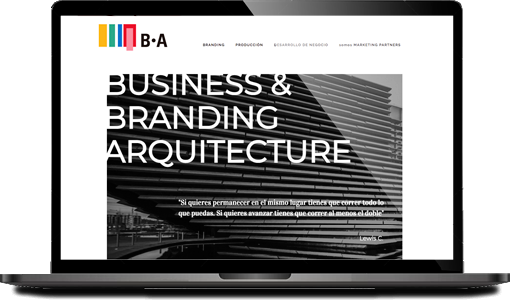 B•A
BRANDING PRODUCCIÓN DESARROLLO DE NEGOCIO somos MARKETING PARTNERS
BUSINESS &
BRANDING
ARQUITECTURE
"Si quieres permanecer en el mismo lugar tienes que correr todo lo
que puedas. Si quieres avanzar tienes que correr al menos el doble"
Lewis C.